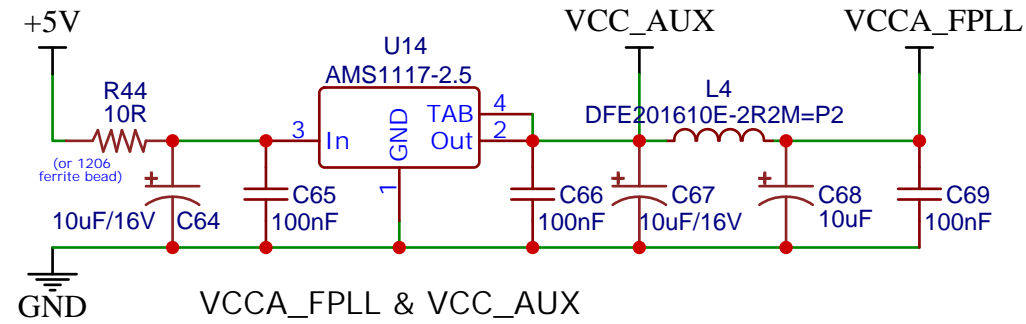 +5V
VCC_AUX
VCCA_FPLL
U14
AMS1117-2.5
R44
10R
L4
DFE201610E-2R2M=P2
3
In
GND
TAB
4
Out
2
1
(or 1206
ferrite bead)
+
10uF/16V
C64
C65
100nF
C66
100nF
+
C67
10uF/16V
+
C68
10uF
C69
100nF
GND
VCCA_FPLL & VCC_AUX